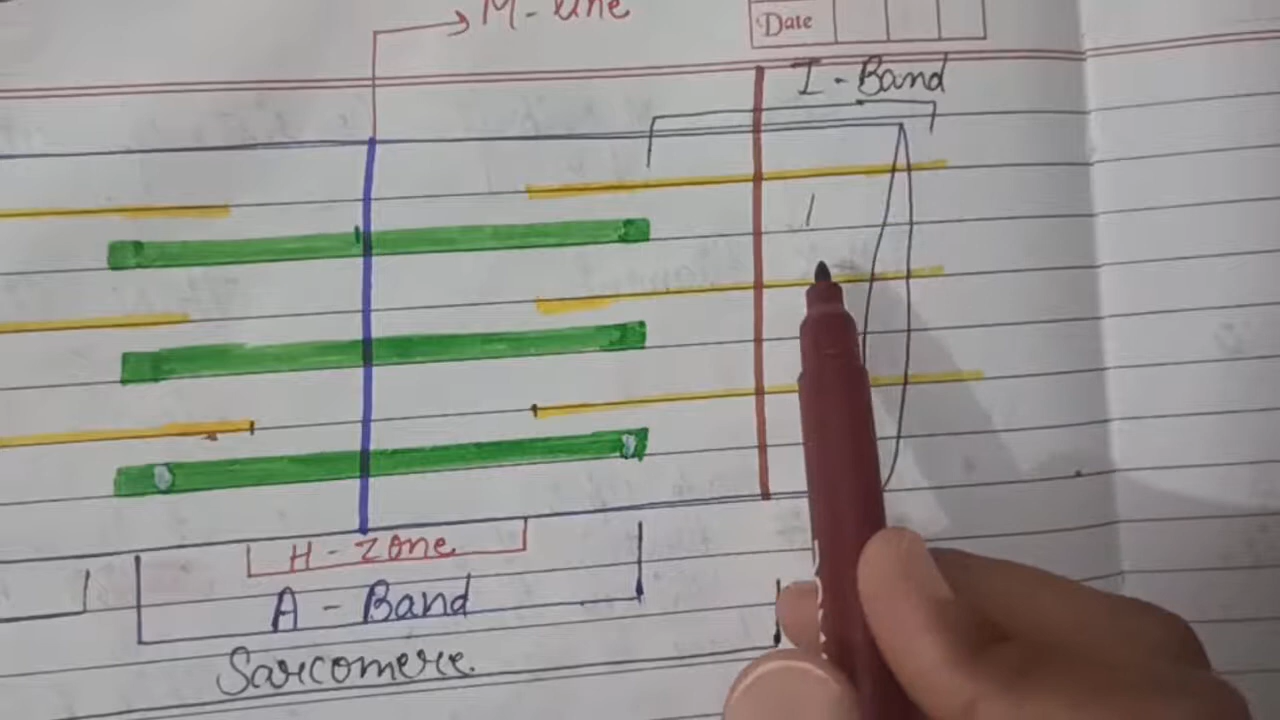 M-line
Date
I-Band
H-zone
A-Band
Sarcomere.